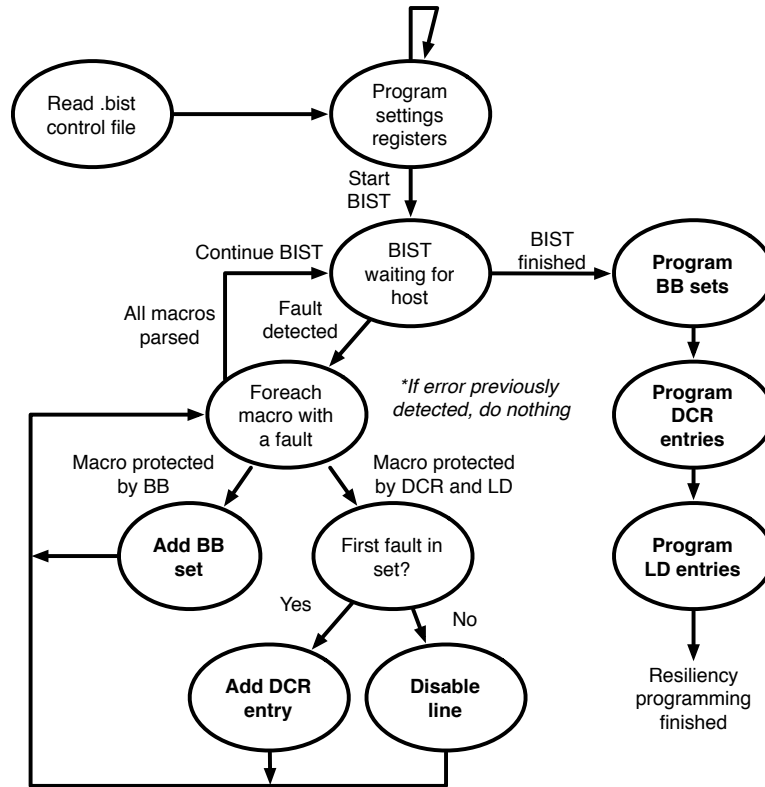 Read .bist
control file
Program
settings
registers
Start
BIST
Continue BIST
BIST
waiting for
host
BIST
finished
Program
BB sets
All macros
parsed
Fault
detected
Foreach
macro with
a fault
*If error previously
detected, do nothing
Program
DCR
entries
Macro protected
by BB
Macro protected
by DCR and LD
Add BB
set
First fault in
set?
Program
LD entries
Yes
No
Add DCR
entry
Disable
line
Resiliency
programming
finished